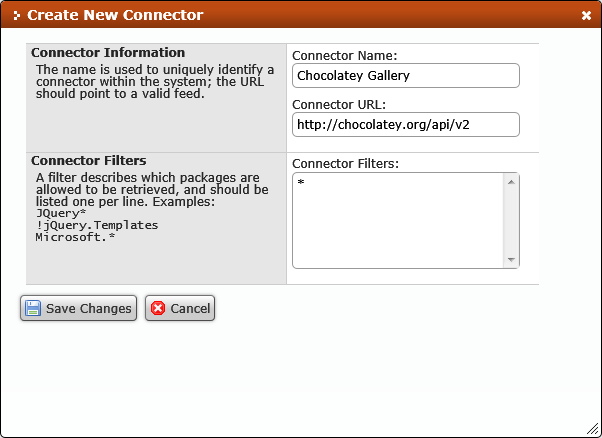 Create New Connector
Connector Information
The name is used to uniquely identify a
connector within the system; the URL
should point to a valid feed.
Connector Name:
Chocolatey Gallery
Connector URL:
http://chocolatey.org/api/v2
Connector Filters
A filter describes which packages are
allowed to be retrieved, and should be
listed one per line. Examples:
JQuery*
!jQuery.Templates
Microsoft.*
Connector Filters:
*
Save Changes
Cancel